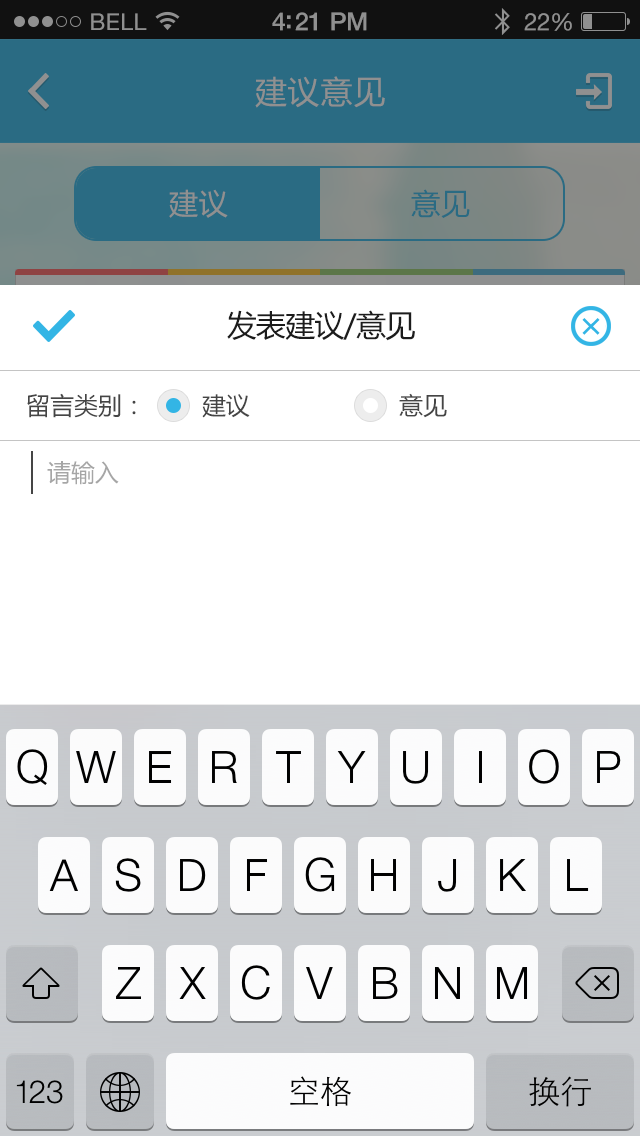 BELL 4:21 PM 22%
建议意见
建议 意见
发表建议/意见
留言类别： 建议 意见
请输入
Q W E R T Y U I O P
A S D F G H J K L
Z X C V B N M
123 空格 换行